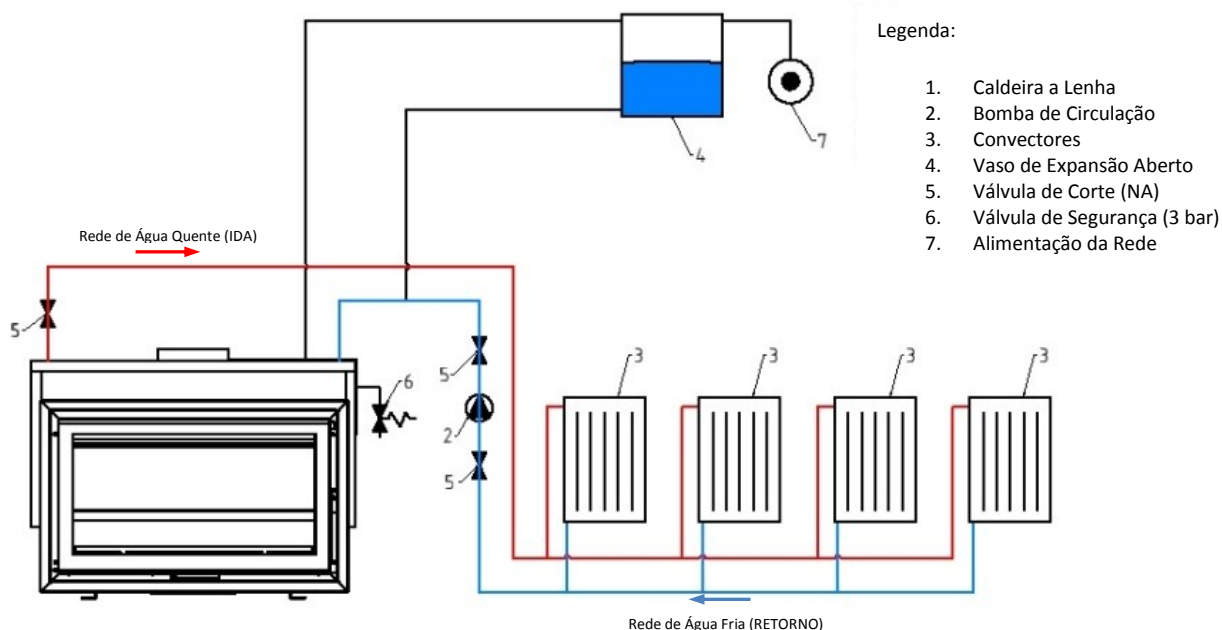 Legenda:
1. Caldeira a Lenha
2. Bomba de Circulação
3. Convectores
4. Vaso de Expansão Aberto
5. Válvula de Corte (NA)
6. Válvula de Segurança (3 bar)
7. Alimentação da Rede
4
7
Rede de Água Quente (IDA)
5
5
6
2
5
3
3
3
3
Rede de Água Fria (RETORNO)